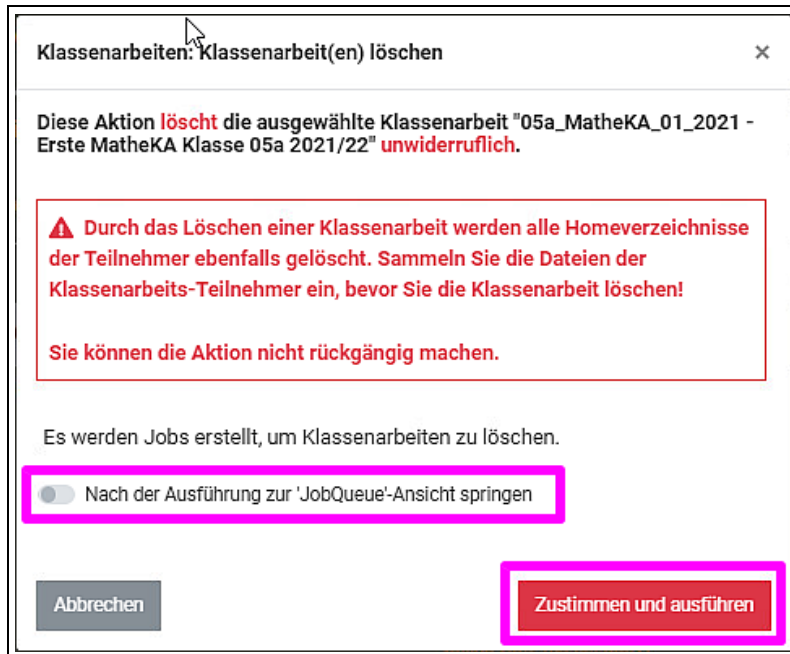 Klassenarbeiten: Klassenarbeit(en) löschen ×
Diese Aktion löscht die ausgewählte Klassenarbeit "05a_MatheKA_01_2021 -
Erste MatheKA Klasse 05a 2021/22" unwiderruflich.
Durch das Löschen einer Klassenarbeit werden alle Homeverzeichnisse
der Teilnehmer ebenfalls gelöscht. Sammeln Sie die Dateien der
Klassenarbeits-Teilnehmer ein, bevor Sie die Klassenarbeit löschen!
Sie können die Aktion nicht rückgängig machen.
Es werden Jobs erstellt, um Klassenarbeiten zu löschen.
Nach der Ausführung zur 'JobQueue'-Ansicht springen
Abbrechen
Zustimmen und ausführen